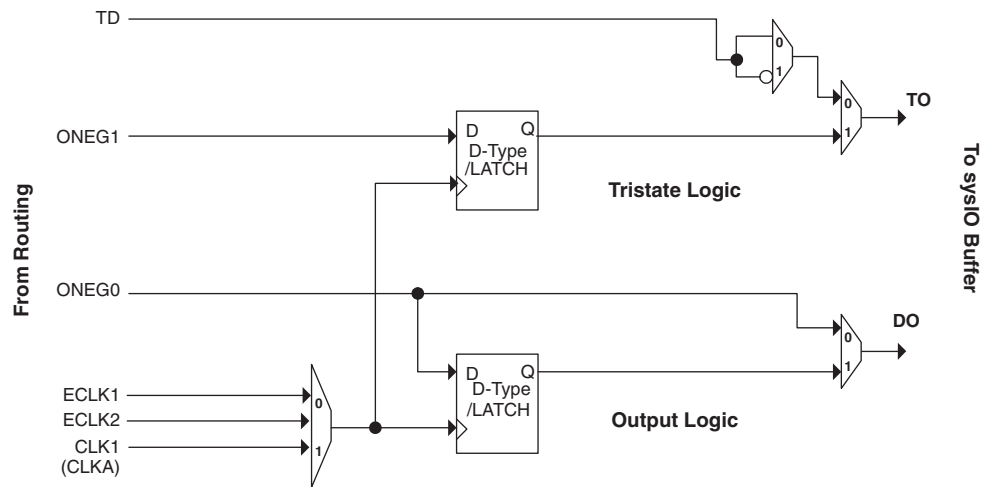 TD
0
1
0
TO
1
ONEG1
D
Q
D-Type
/LATCH
Tristate Logic
From Routing
To sysIO Buffer
ONEG0
DO
0
1
D
Q
D-Type
/LATCH
Output Logic
ECLK1
0
ECLK2
CLK1
1
(CLKA)